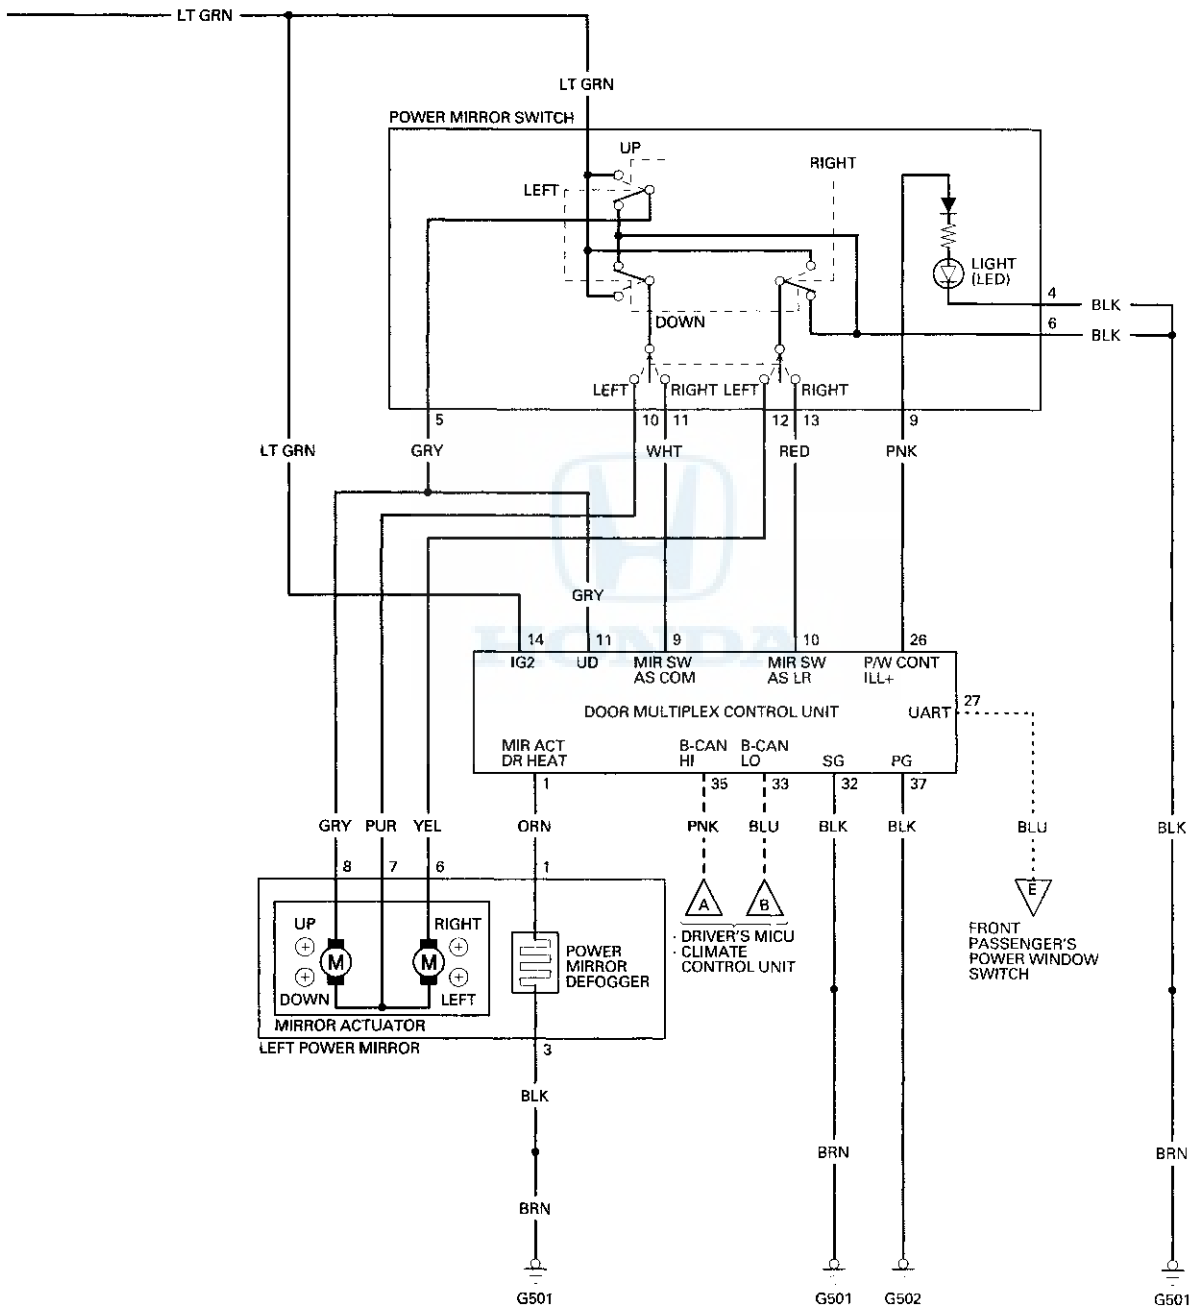 LT GRN
LT GRN
POWER MIRROR SWITCH
UP
RIGHT
LEFT
LIGHT
(LED)
4
BLK
DOWN
6
BLK
LEFT
RIGHT
LEFT
RIGHT
5
10
11
12
13
9
LT GRN
GRY
WHT
RED
PNK
GRY
HONDA
14
11
9
10
26
IG2
UD
MIR SW
AS COM
MIR SW
AS LR
P/W CONT
ILL+
27
DOOR MULTIPLEX CONTROL UNIT
UART
MIR ACT
DR HEAT
B-CAN
HI
B-CAN
LO
SG
PG
1
35
33
32
37
GRY
PUR
YEL
ORN
PNK
BLU
BLK
BLK
BLU
BLK
8
7
6
1
A
B
E
UP
RIGHT
M
M
DOWN
LEFT
MIRROR ACTUATOR
LEFT POWER MIRROR
POWER
MIRROR
DEFOGGER
· DRIVER'S MICU
· CLIMATE
CONTROL UNIT
FRONT
PASSENGER'S
POWER WINDOW
SWITCH
3
BLK
BRN
BRN
BRN
G501
G501
G502
G501